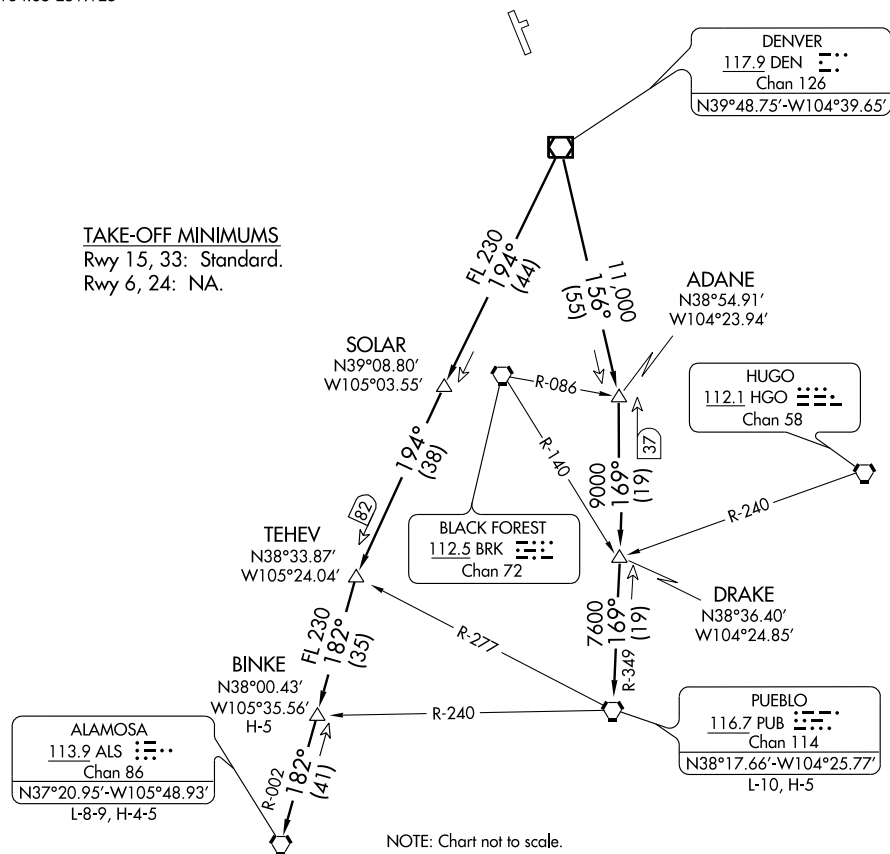 DENVER
117.9 DEN
Chan 126
N39°48.75'-W104°39.65'
TAKE-OFF MINIMUMS
Rwy 15, 33: Standard.
Rwy 6, 24: NA.
FL 230
194°
(44)
11,000
156°
(55)
ADANE
N38°54.91'
W104°23.94'
SOLAR
N39°08.80'
W105°03.55'
R-086
HUGO
112.1 HGO
Chan 58
194°
(38)
R-140
37
9000
169°
(19)
R-240
82
BLACK FOREST
112.5 BRK
Chan 72
TEHEV
N38°33.87'
W105°24.04'
DRAKE
N38°36.40'
W104°24.85'
FL 230
182°
(35)
R-277
7600
169°
(19)
R-349
BINKE
N38°00.43'
W105°35.56'
H-5
R-240
PUEBLO
116.7 PUB
Chan 114
N38°17.66'-W104°25.77'
L-10, H-5
ALAMOSA
113.9 ALS
Chan 86
N37°20.95'-W105°48.93'
L-8-9, H-4-5
R-002
182°
(41)
NOTE: Chart not to scale.